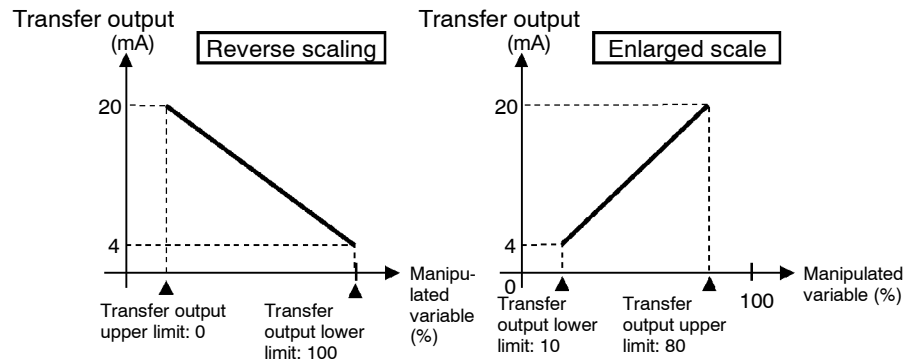 Transfer output
(mA)
Reverse scaling
20
4
Manipu-
lated
variable
(%)
Transfer output
upper limit: 0
Transfer
output lower
limit: 100
Transfer output
(mA)
Enlarged scale
20
4
0
100
Manipulated
variable (%)
Transfer
output lower
limit: 10
Transfer
output upper
limit: 80